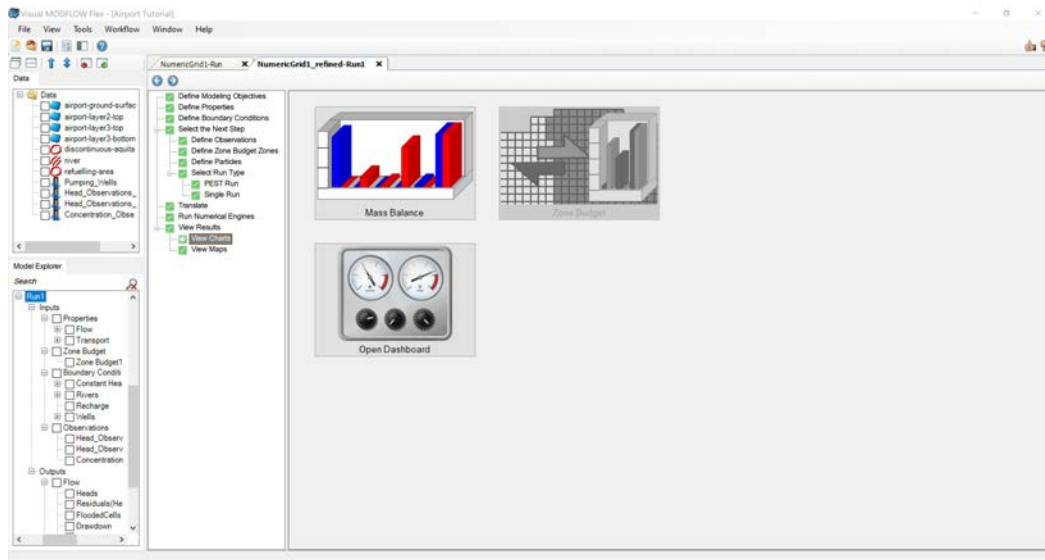 Visual MODFLOW Flex - [Airport Tutorial]
File View Tools Workflow Window Help
NumericGrid1-Run NumericGrid1_refined-Run1
Data
Data
airport-ground-surfac
airport-layer2-top
airport-layer3-top
airport-layer3-bottom
discontinuous-aquita
river
refuelling-area
Pumping_Wells
Head_Observations_
Head_Observations_
Concentration_Obse
Model Explorer
Search
Run1
Inputs
Properties
Flow
Transport
Zone Budget
Zone Budget1
Boundary Conditi
Constant Hea
Rivers
Recharge
Wells
Observations
Head_Observ
Head_Observ
Concentration
Outputs
Flow
Heads
Residuals(He
FloodedCells
Drawdown
Define Modeling Objectives
Define Properties
Define Boundary Conditions
Select the Next Step
Define Observations
Define Zone Budget Zones
Define Particles
Select Run Type
PEST Run
Single Run
Translate
Run Numerical Engines
View Results
View Charts
View Maps
Mass Balance
Zone Budget
Open Dashboard